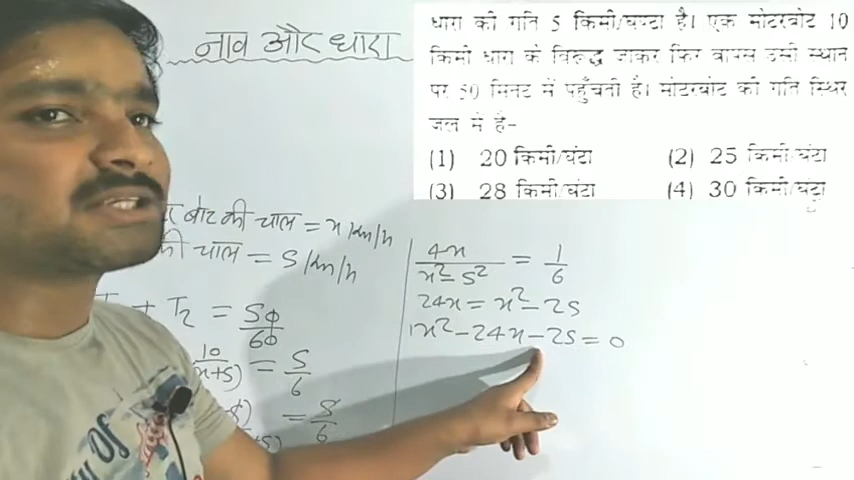 नाव और धारा
धारा की गति 5 किमी/घण्टा है। एक मोटरबोट 10
किमी धारा के विरूद्ध जाकर फिर वापस उसी स्थान
पर 50 मिनट में पहुँचती है। मोटरबोट की गति स्थिर
जल में है-
(1) 20 किमी/घंटा (2) 25 किमी/घंटा
(3) 28 किमी/घंटा (4) 30 किमी/घंटा
बोट की चाल = x km/h
की चाल = 5 km/h
+ T2 = 50/60
10/(x+5) = 5/6
= 5/6
4x/x²-5² = 1/6
24x = x²-25
1x²-24x-25=0